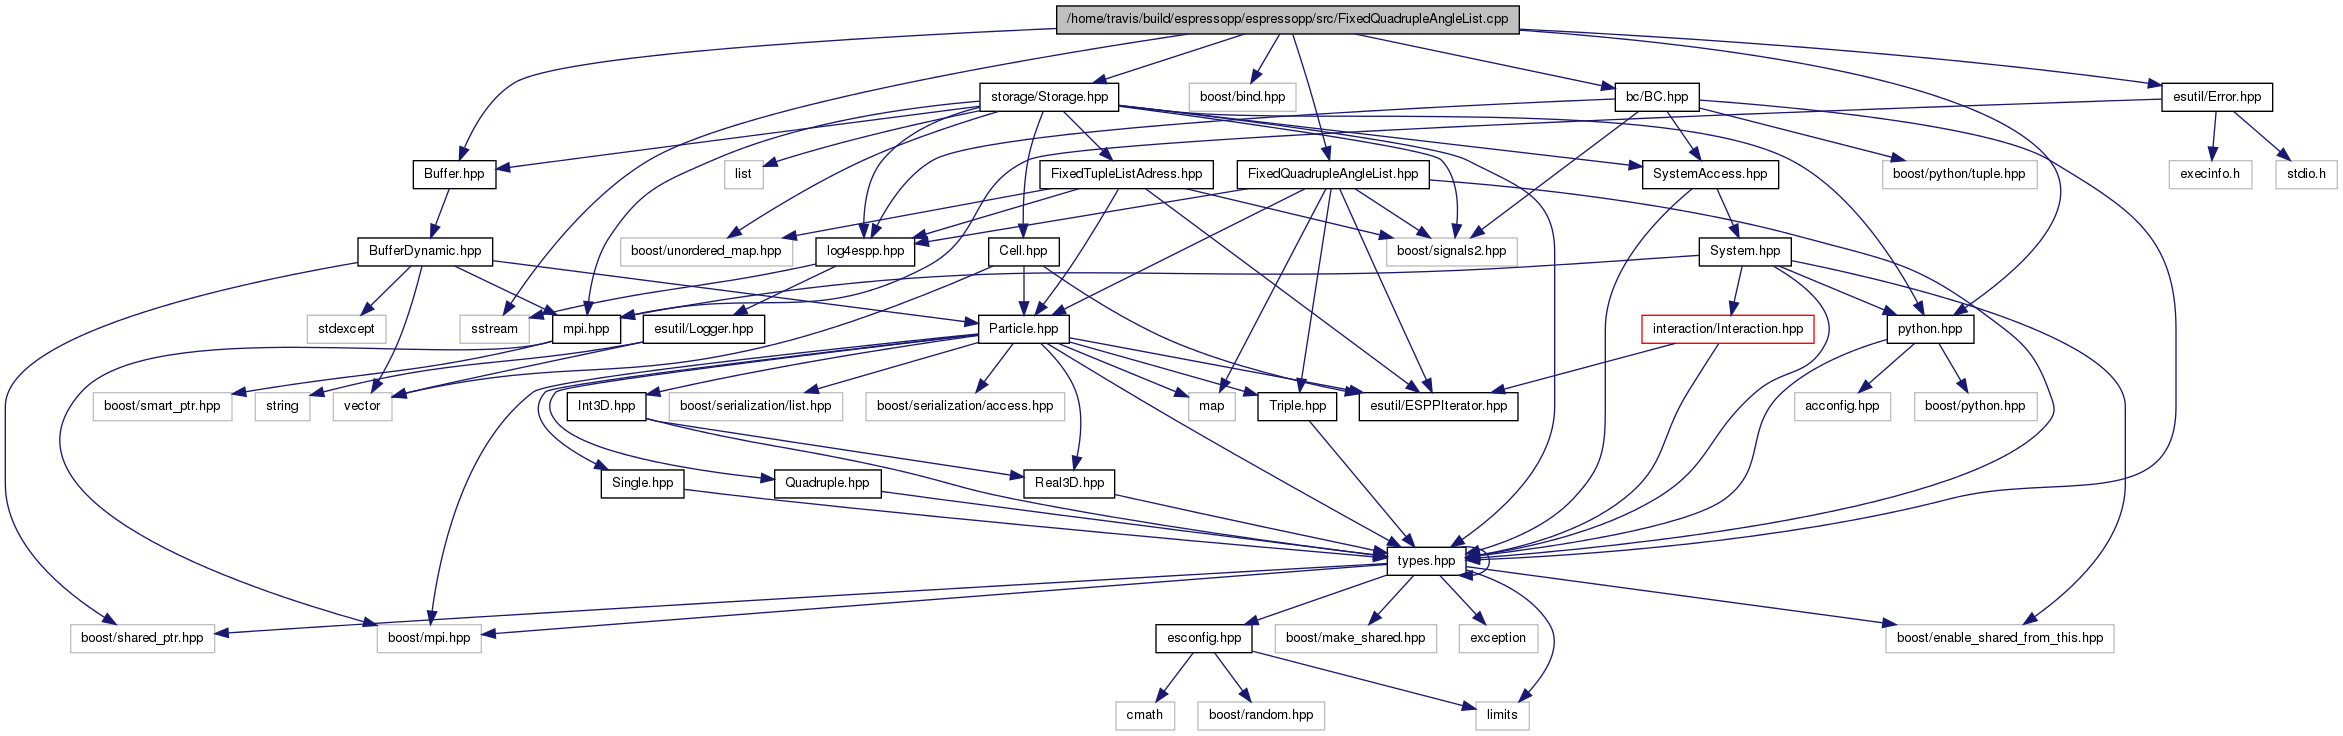 /home/travis/build/espressopp/espressopp/src/FixedQuadrupleAngleList.cpp
storage/Storage.hpp
boost/bind.hpp
bc/BC.hpp
esutil/Error.hpp
Buffer.hpp
list
FixedTupleListAdress.hpp
FixedQuadrupleAngleList.hpp
SystemAccess.hpp
boost/python/tuple.hpp
execinfo.h
stdio.h
BufferDynamic.hpp
boost/unordered_map.hpp
log4espp.hpp
Cell.hpp
boost/signals2.hpp
System.hpp
stdexcept
sstream
mpi.hpp
esutil/Logger.hpp
Particle.hpp
interaction/Interaction.hpp
python.hpp
boost/smart_ptr.hpp
string
vector
Int3D.hpp
boost/serialization/list.hpp
boost/serialization/access.hpp
map
Triple.hpp
esutil/ESPPIterator.hpp
acconfig.hpp
boost/python.hpp
Single.hpp
Quadruple.hpp
Real3D.hpp
types.hpp
boost/shared_ptr.hpp
boost/mpi.hpp
esconfig.hpp
boost/make_shared.hpp
exception
boost/enable_shared_from_this.hpp
cmath
boost/random.hpp
limits